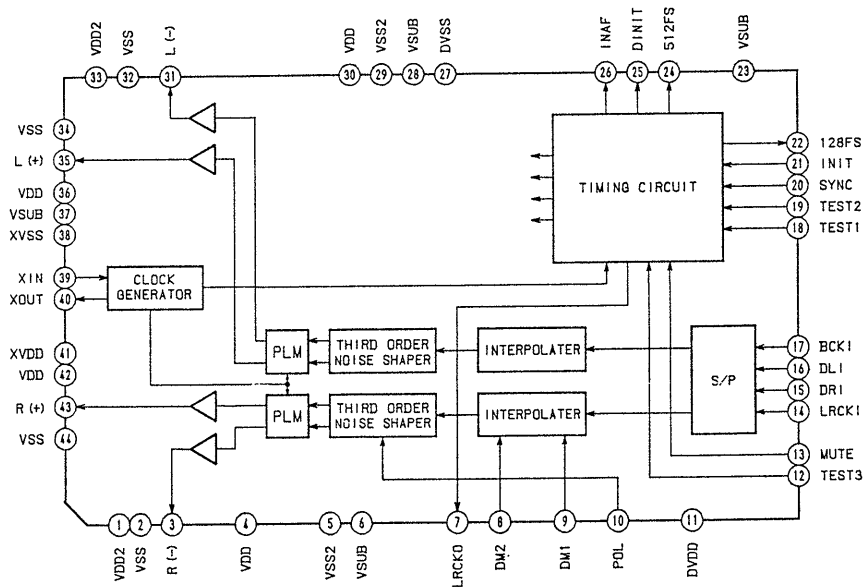 VDD2
VSS
L (−)
VDD
VSS2
VSUB
DVSS
INAF
DINIT
512FS
VSUB
33
32
31
30
29
28
27
26
25
24
23
VSS
34
L (+)
35
VDD
36
VSUB
37
XVSS
38
XIN
39
XOUT
40
XVDD
41
VDD
42
R (+)
43
VSS
44
TIMING CIRCUIT
22
128FS
21
INIT
20
SYNC
19
TEST2
18
TEST1
CLOCK
GENERATOR
PLM
THIRD ORDER
NOISE SHAPER
INTERPOLATER
S/P
PLM
THIRD ORDER
NOISE SHAPER
INTERPOLATER
17
BCKI
16
DLI
15
DRI
14
LRCKI
13
MUTE
12
TEST3
1
2
3
4
5
6
7
8
9
10
11
VDD2
VSS
R (−)
VDD
VSS2
VSUB
LRCKO
DM2
DM1
POL
DVDD